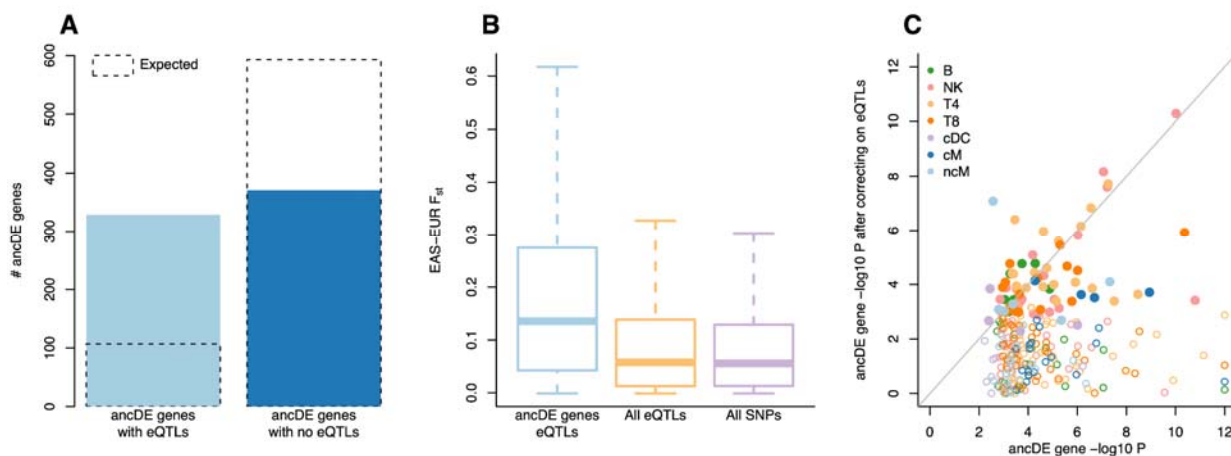 A
600
500
400
300
200
100
0
# ancDE genes
Expected
ancDE genes
with eQTLs
ancDE genes
with no eQTLs
B
0.6
0.5
0.4
0.3
0.2
0.1
0.0
EAS−EUR Fst
ancDE genes
eQTLs
All eQTLs
All SNPs
C
12
10
8
6
4
2
0
ancDE gene −log10 P after correcting on eQTLs
B
NK
T4
T8
cDC
cM
ncM
0 2 4 6 8 10 12
ancDE gene −log10 P